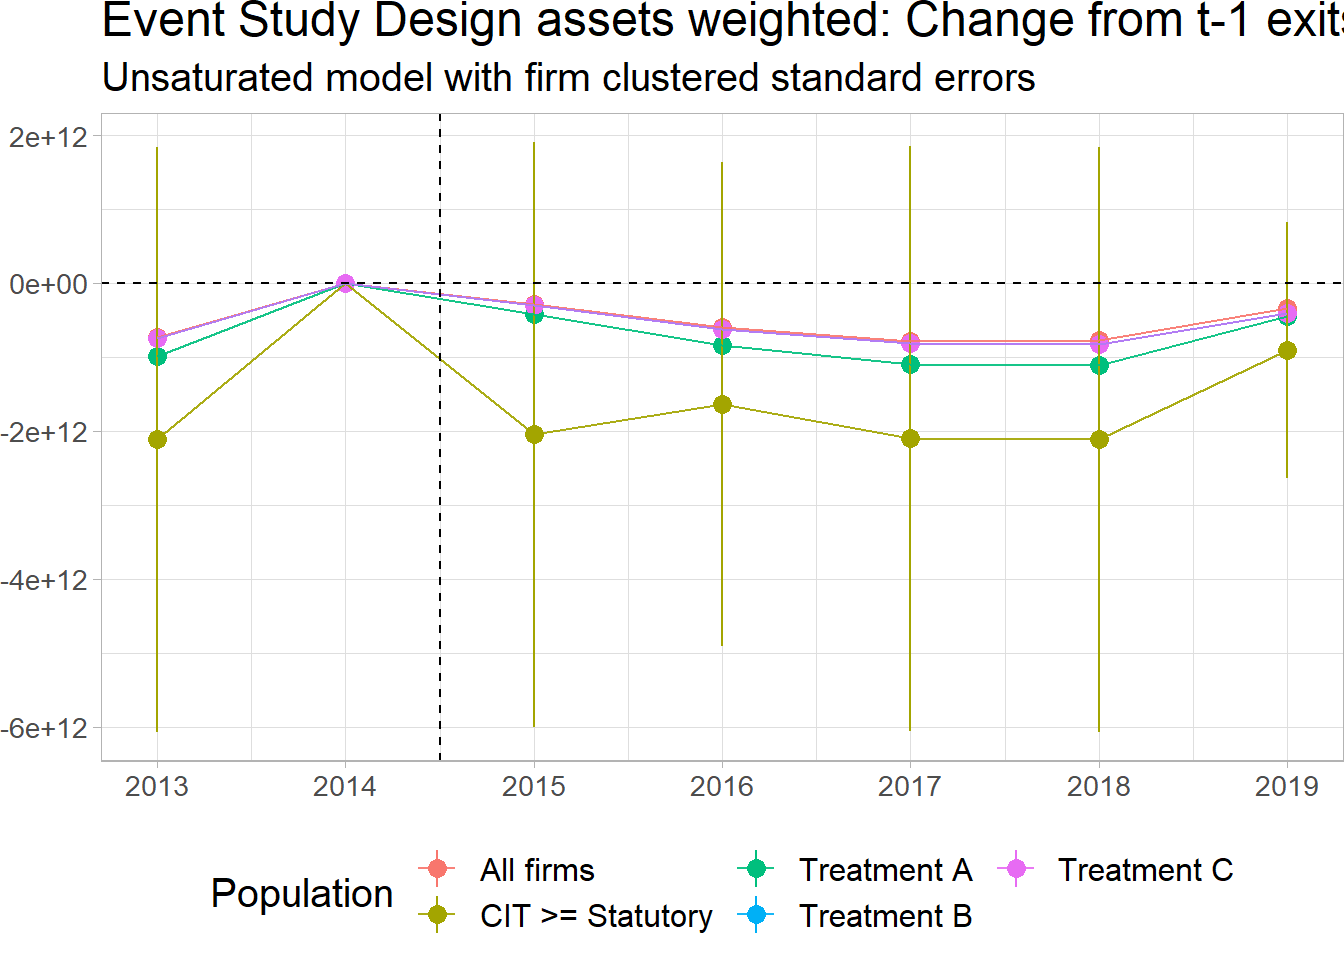 Event Study Design assets weighted: Change from t-1 exits
Unsaturated model with firm clustered standard errors
2e+12
0e+00
-2e+12
-4e+12
-6e+12
2013 2014 2015 2016 2017 2018 2019
Population
All firms Treatment A Treatment C
CIT >= Statutory Treatment B